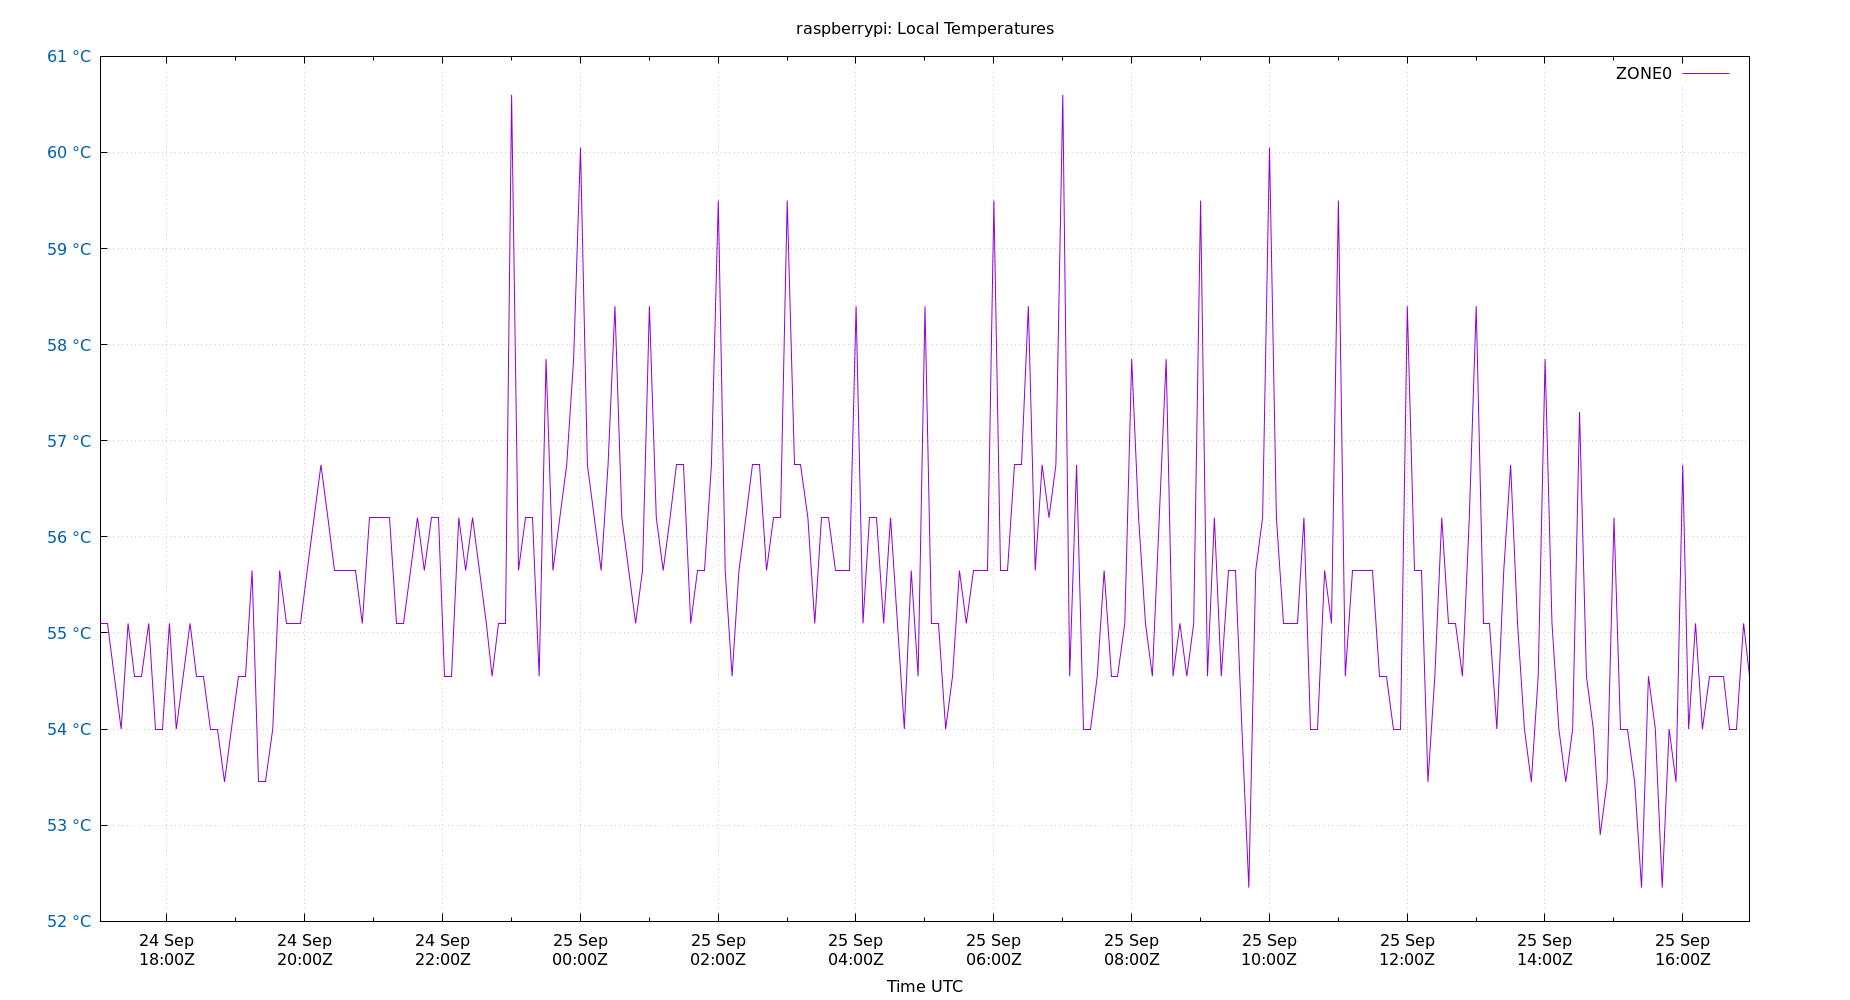 raspberrypi: Local Temperatures
61 °C
ZONE0
60 °C
59 °C
58 °C
57 °C
56 °C
55 °C
54 °C
53 °C
52 °C
24 Sep 24 Sep 24 Sep 25 Sep 25 Sep 25 Sep 25 Sep 25 Sep 25 Sep 25 Sep 25 Sep 25 Sep
18:00Z 20:00Z 22:00Z 00:00Z 02:00Z 04:00Z 06:00Z 08:00Z 10:00Z 12:00Z 14:00Z 16:00Z
Time UTC